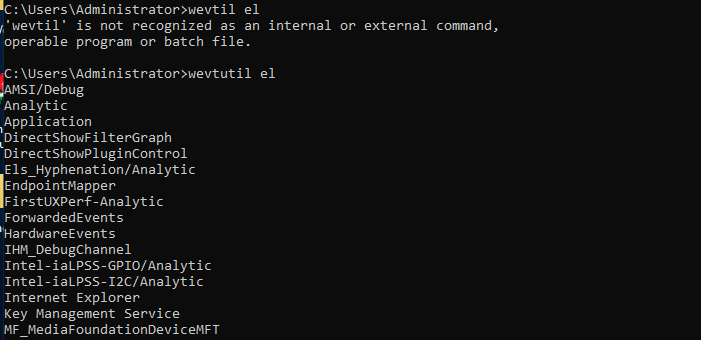 C:\Users\Administrator>wevtil el
'wevtil' is not recognized as an internal or external command,
operable program or batch file.
C:\Users\Administrator>wevtutil el
AMSI/Debug
Analytic
Application
DirectShowFilterGraph
DirectShowPluginControl
Els_Hyphenation/Analytic
EndpointMapper
FirstUXPerf-Analytic
ForwardedEvents
HardwareEvents
IHM_DebugChannel
Intel-iaLPSS-GPIO/Analytic
Intel-iaLPSS-I2C/Analytic
Internet Explorer
Key Management Service
MF_MediaFoundationDeviceMFT